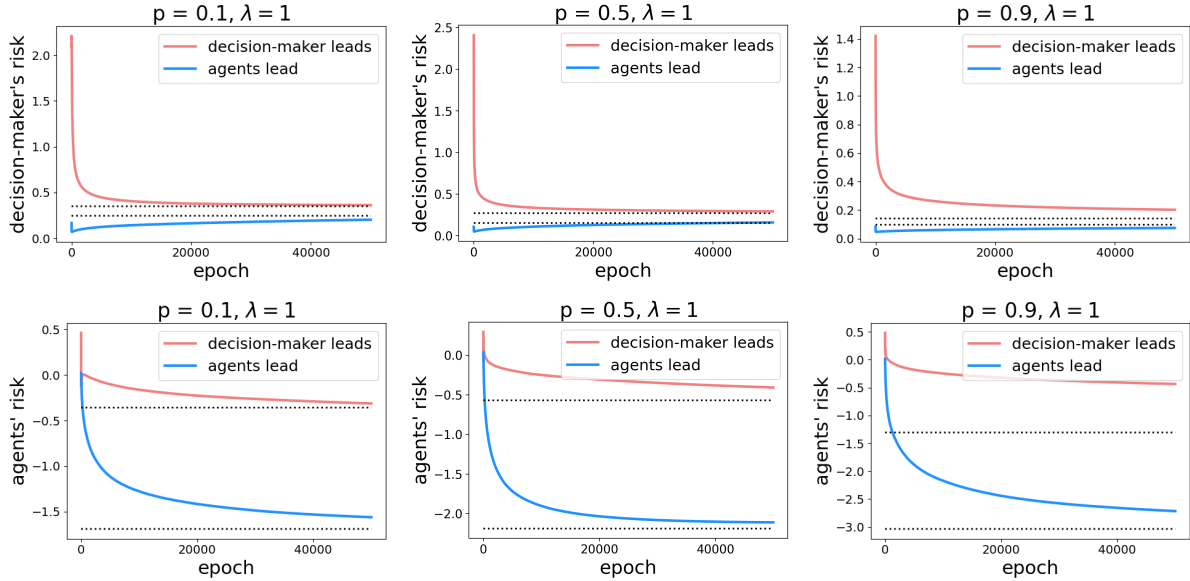 p = 0.1, λ = 1
decision-maker's risk
2.0
1.5
1.0
0.5
0.0
decision-maker leads
agents lead
0 20000 40000
epoch
p = 0.5, λ = 1
decision-maker's risk
2.5
2.0
1.5
1.0
0.5
0.0
decision-maker leads
agents lead
0 20000 40000
epoch
p = 0.9, λ = 1
decision-maker's risk
1.4
1.2
1.0
0.8
0.6
0.4
0.2
0.0
decision-maker leads
agents lead
0 20000 40000
epoch
p = 0.1, λ = 1
agents' risk
0.5
0.0
−0.5
−1.0
−1.5
decision-maker leads
agents lead
0 20000 40000
epoch
p = 0.5, λ = 1
agents' risk
0.0
−0.5
−1.0
−1.5
−2.0
decision-maker leads
agents lead
0 20000 40000
epoch
p = 0.9, λ = 1
agents' risk
0.5
0.0
−0.5
−1.0
−1.5
−2.0
−2.5
−3.0
decision-maker leads
agents lead
0 20000 40000
epoch